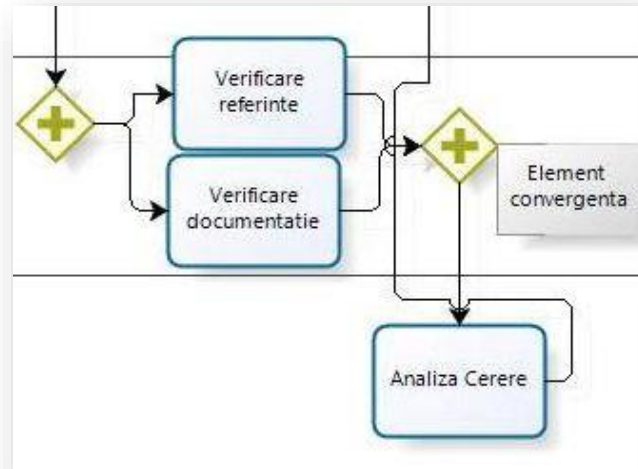 Verificare
referinte
Verificare
documentatie
Element
convergenta
Analiza Cerere